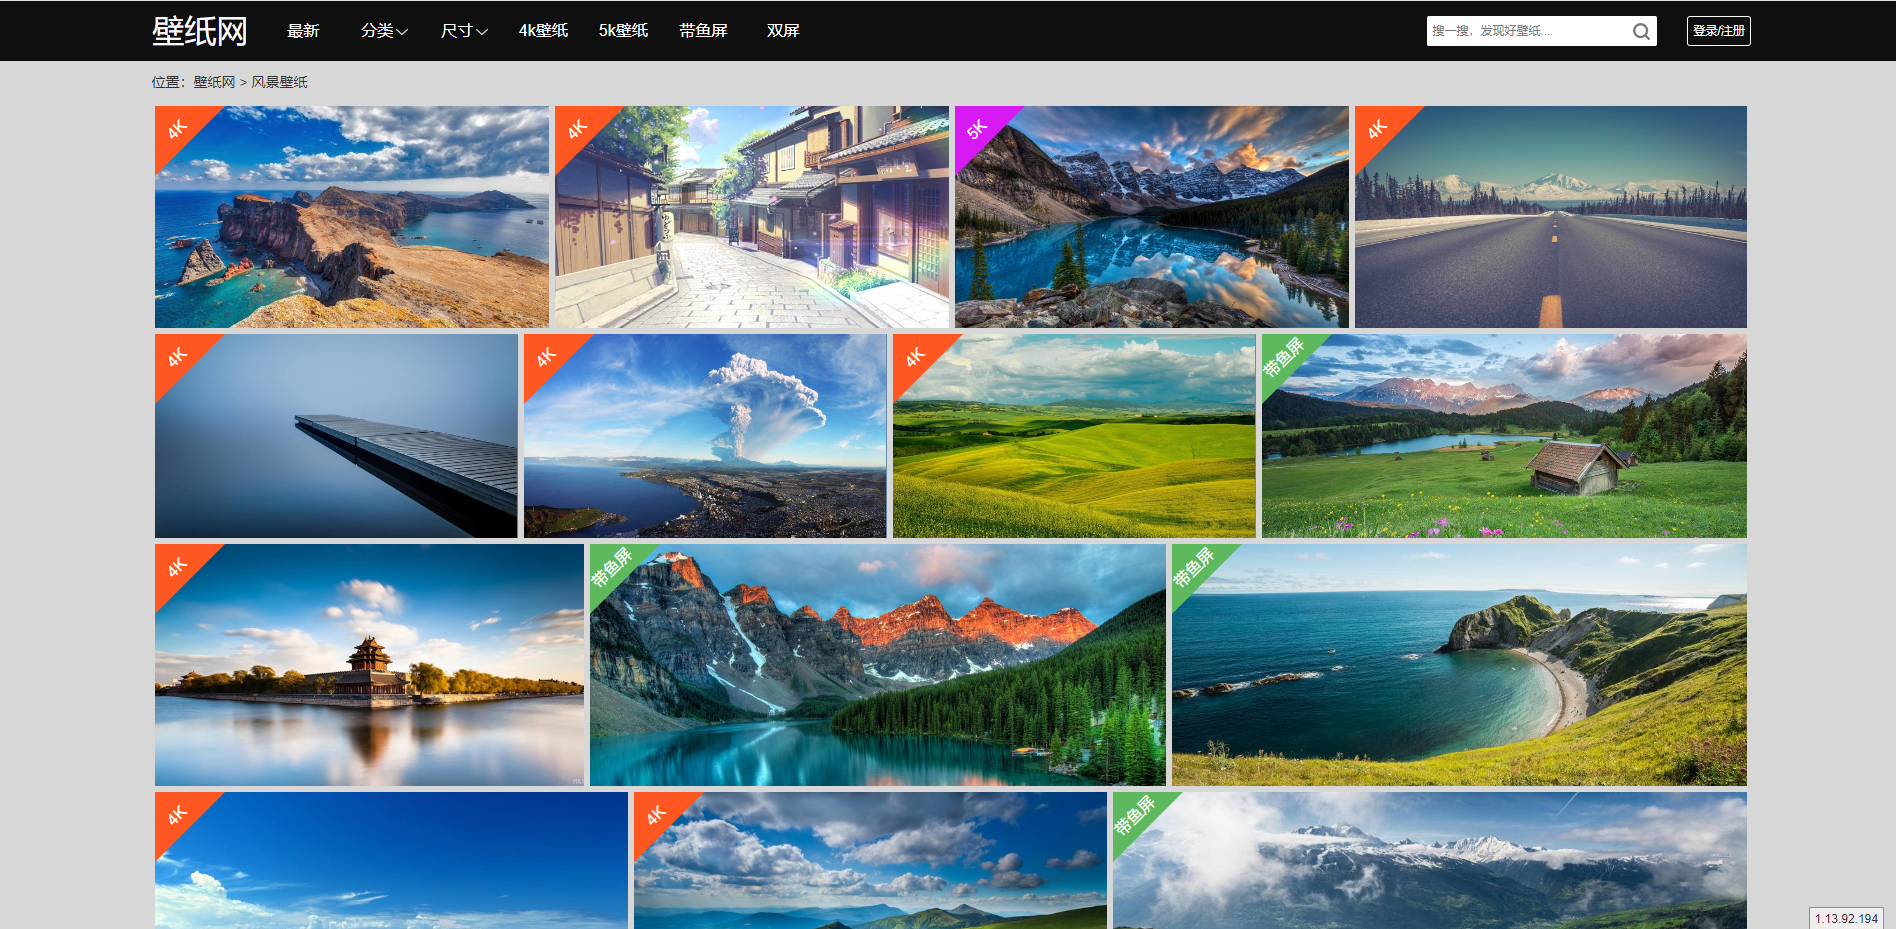 壁纸网 最新 分类 尺寸 4k壁纸 5k壁纸 带鱼屏 双屏 搜一搜，发现好壁纸... 登录/注册
位置：壁纸网 > 风景壁纸
4K 4K 5K 4K
4K 4K 4K 带鱼屏
4K 带鱼屏 带鱼屏
4K 4K 带鱼屏
1.13.92.194